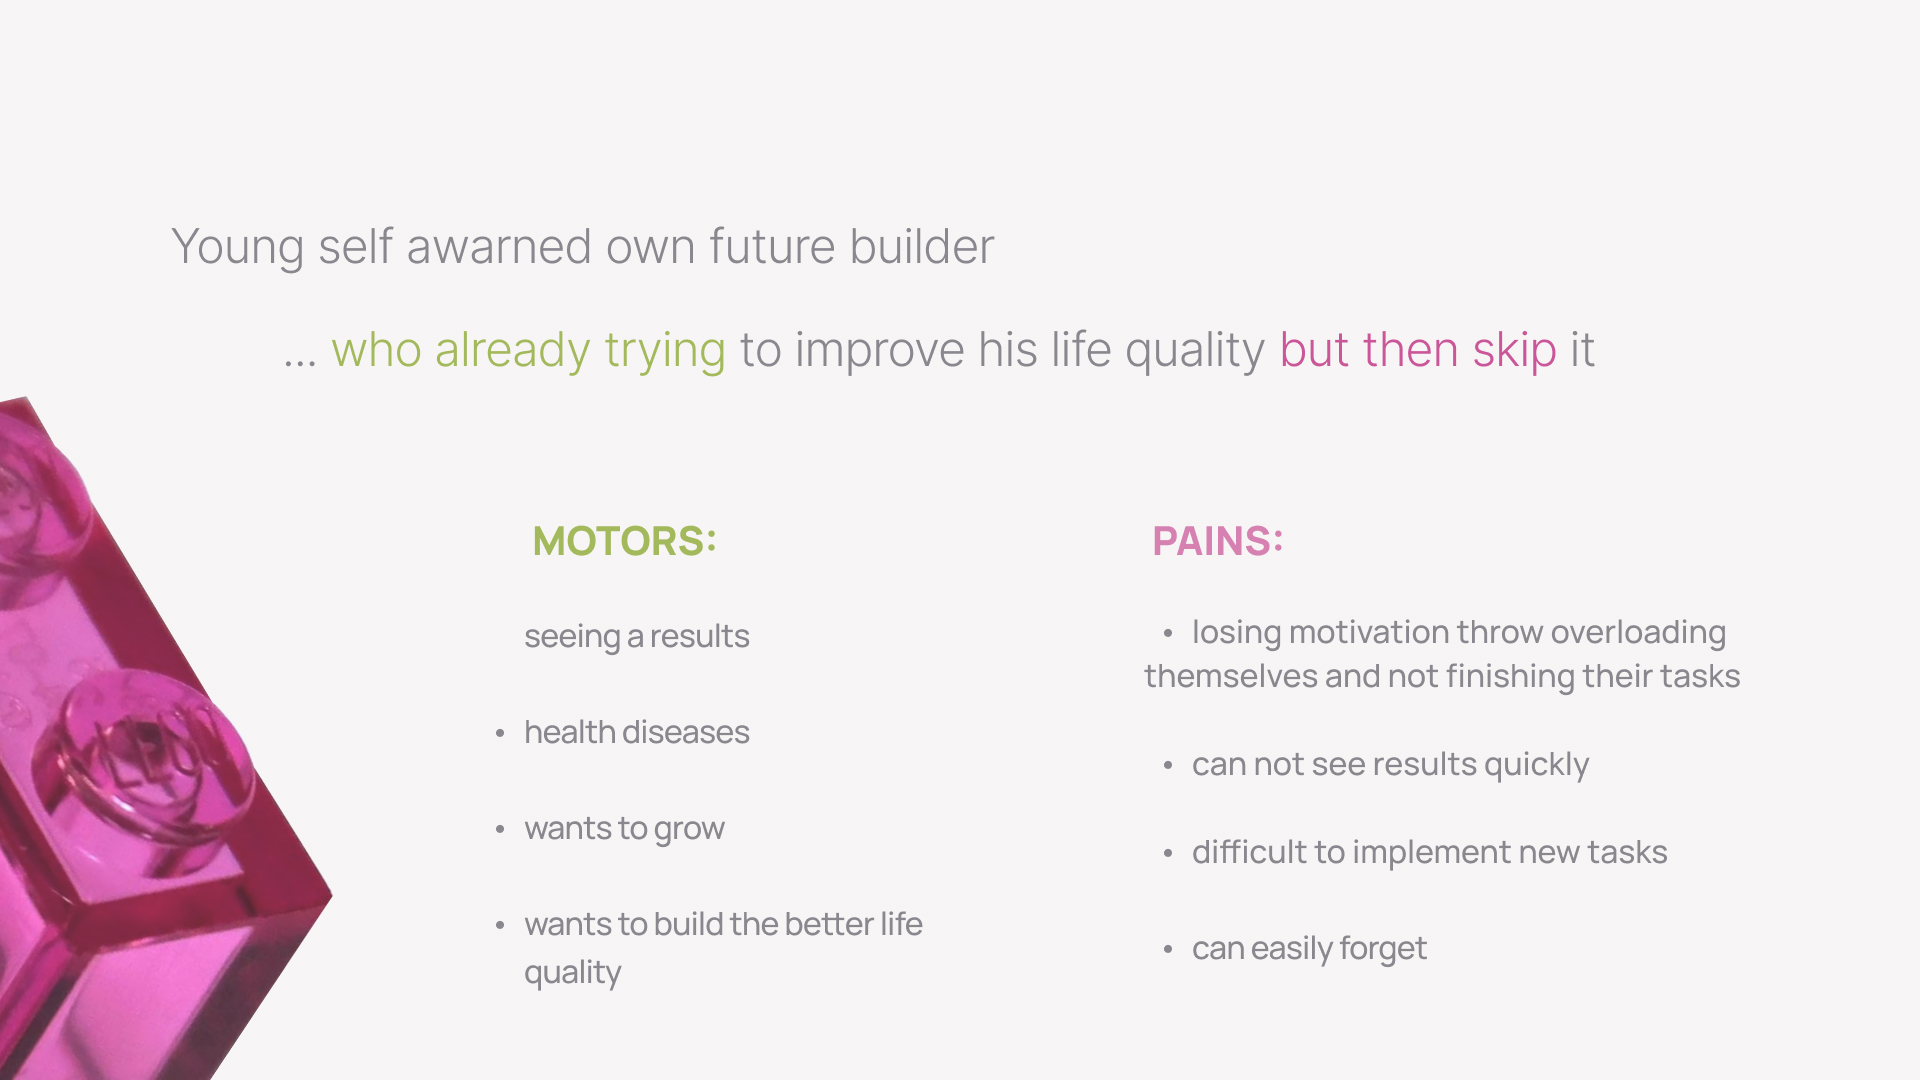 Young self awarned own future builder
... who already trying to improve his life quality but then skip it
MOTORS:
seeing a results
• health diseases
• wants to grow
• wants to build the better life
quality
PAINS:
• losing motivation throw overloading
themselves and not finishing their tasks
• can not see results quickly
• difficult to implement new tasks
• can easily forget